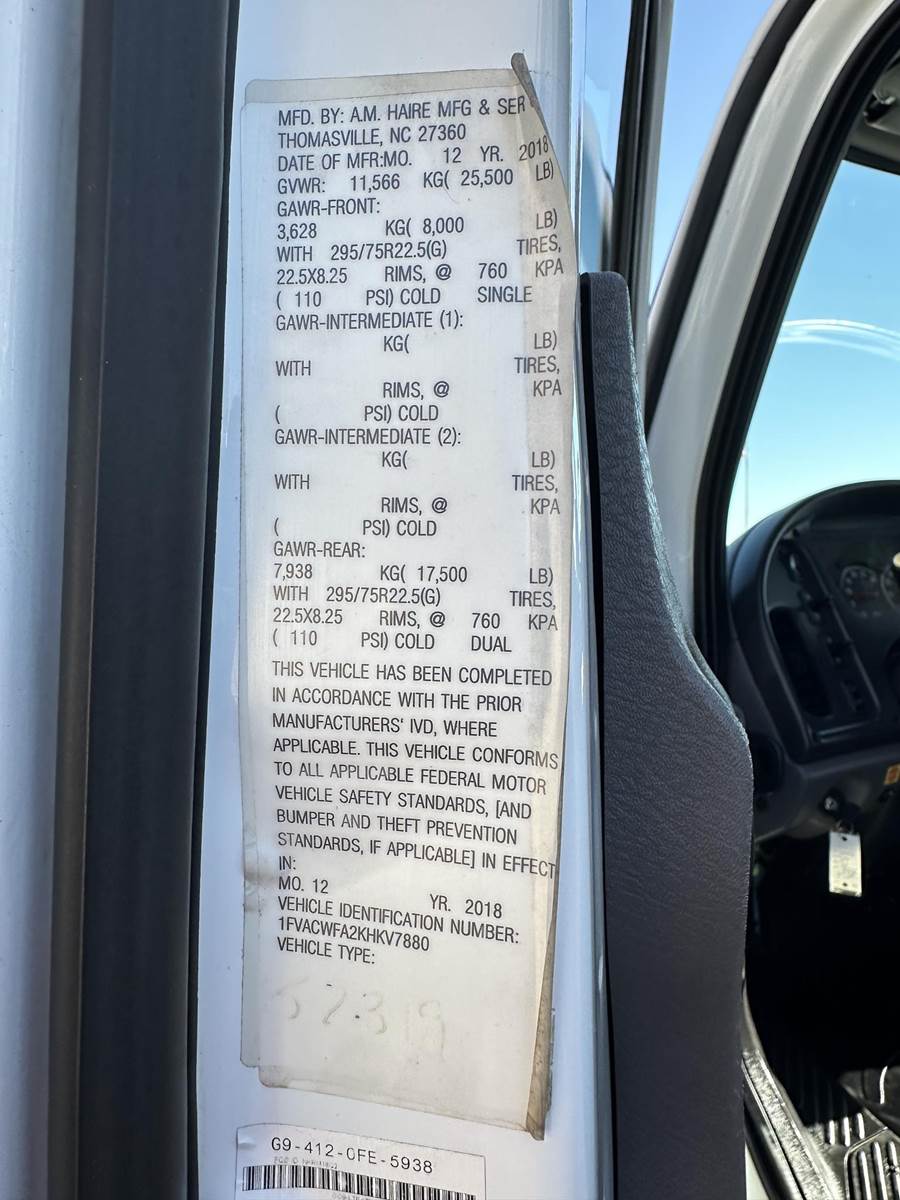 MFD. BY: A.M. HAIRE MFG & SER
THOMASVILLE, NC 27360
DATE OF MFR:MO. 12 YR. 2018
GVWR: 11,566 KG( 25,500 LB)
GAWR-FRONT:
3,628 KG( 8,000 LB)
WITH 295/75R22.5(G) TIRES,
22.5X8.25 RIMS, @ 760 KPA
( 110 PSI) COLD SINGLE
GAWR-INTERMEDIATE (1):
KG( LB)
WITH TIRES,
RIMS, @ KPA
( PSI) COLD
GAWR-INTERMEDIATE (2):
KG( LB)
WITH TIRES,
RIMS, @ KPA
( PSI) COLD
GAWR-REAR:
7,938 KG( 17,500 LB)
WITH 295/75R22.5(G) TIRES,
22.5X8.25 RIMS, @ 760 KPA
( 110 PSI) COLD DUAL
THIS VEHICLE HAS BEEN COMPLETED
IN ACCORDANCE WITH THE PRIOR
MANUFACTURERS' IVD, WHERE
APPLICABLE. THIS VEHICLE CONFORMS
TO ALL APPLICABLE FEDERAL MOTOR
VEHICLE SAFETY STANDARDS, [AND
BUMPER AND THEFT PREVENTION
STANDARDS, IF APPLICABLE] IN EFFECT
IN:
MO. 12 YR. 2018
VEHICLE IDENTIFICATION NUMBER:
1FVACWFA2KHKV7880
VEHICLE TYPE:
G9-412-0FE-5938